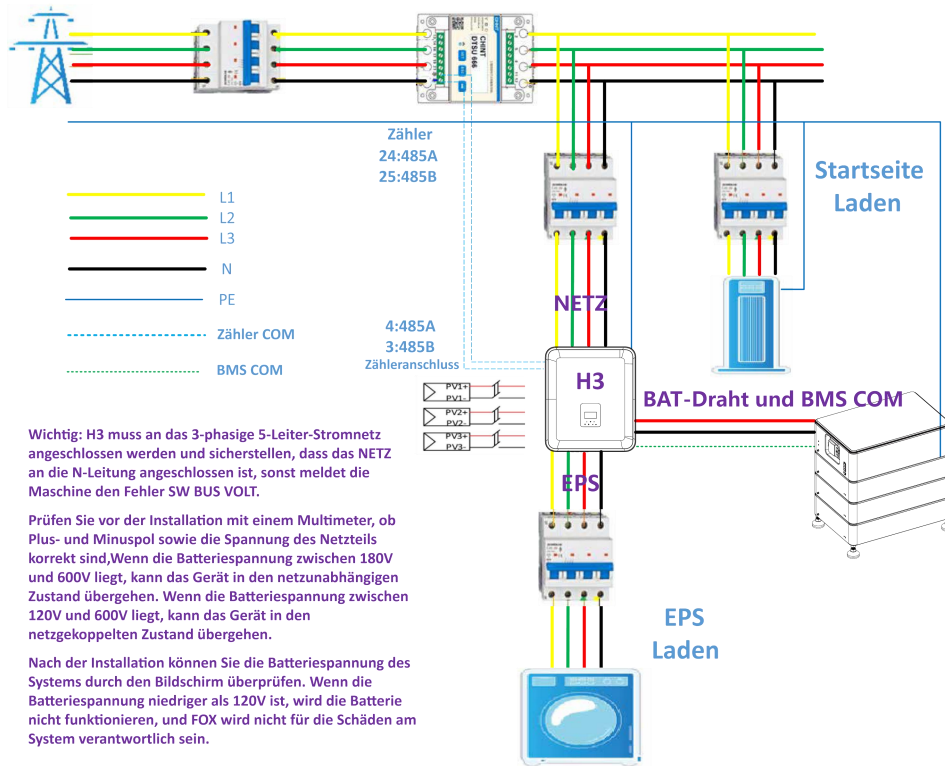 CHINT
DTSU 666
Zähler
24:485A
25:485B
Startseite
Laden
L1
L2
L3
N
PE
Zähler COM
BMS COM
NETZ
4:485A
3:485B
Zähleranschluss
H3
PV1+
PV1-
PV2+
PV2-
PV3+
PV3-
BAT-Draht und BMS COM
EPS
Wichtig: H3 muss an das 3-phasige 5-Leiter-Stromnetz
angeschlossen werden und sicherstellen, dass das NETZ
an die N-Leitung angeschlossen ist, sonst meldet die
Maschine den Fehler SW BUS VOLT.
Prüfen Sie vor der Installation mit einem Multimeter, ob
Plus- und Minuspol sowie die Spannung des Netzteils
korrekt sind,Wenn die Batteriespannung zwischen 180V
und 600V liegt, kann das Gerät in den netzunabhängigen
Zustand übergehen. Wenn die Batteriespannung zwischen
120V und 600V liegt, kann das Gerät in den
netzgekoppelten Zustand übergehen.
Nach der Installation können Sie die Batteriespannung des
Systems durch den Bildschirm überprüfen. Wenn die
Batteriespannung niedriger als 120V ist, wird die Batterie
nicht funktionieren, und FOX wird nicht für die Schäden am
System verantwortlich sein.
EPS
Laden